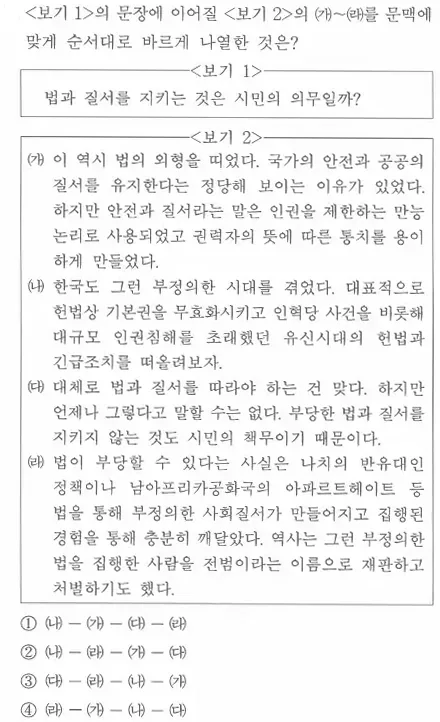 <보기 1>의 문장에 이어질 <보기 2>의 ㈎~㈑를 문맥에
맞게 순서대로 바르게 나열한 것은?
<보기 1>
법과 질서를 지키는 것은 시민의 의무일까?
<보기 2>
㈎ 이 역시 법의 외형을 띠었다. 국가의 안전과 공공의
질서를 유지한다는 정당해 보이는 이유가 있었다.
하지만 안전과 질서라는 말은 인권을 제한하는 만능
논리로 사용되었고 권력자의 뜻에 따른 통치를 용이
하게 만들었다.
㈏ 한국도 그런 부정의한 시대를 겪었다. 대표적으로
헌법상 기본권을 무효화시키고 인혁당 사건을 비롯해
대규모 인권침해를 초래했던 유신시대의 헌법과
긴급조치를 떠올려보자.
㈐ 대체로 법과 질서를 따라야 하는 건 맞다. 하지만
언제나 그렇다고 말할 수는 없다. 부당한 법과 질서를
지키지 않는 것도 시민의 책무이기 때문이다.
㈑ 법이 부당할 수 있다는 사실은 나치의 반유대인
정책이나 남아프리카공화국의 아파르트헤이트 등
법을 통해 부정의한 사회질서가 만들어지고 집행된
경험을 통해 충분히 깨달았다. 역사는 그런 부정의한
법을 집행한 사람을 전범이라는 이름으로 재판하고
처벌하기도 했다.
① ㈏ - ㈎ - ㈐ - ㈑
② ㈏ - ㈑ - ㈎ - ㈐
③ ㈐ - ㈑ - ㈏ - ㈎
④ ㈑ - ㈎ - ㈏ - ㈐